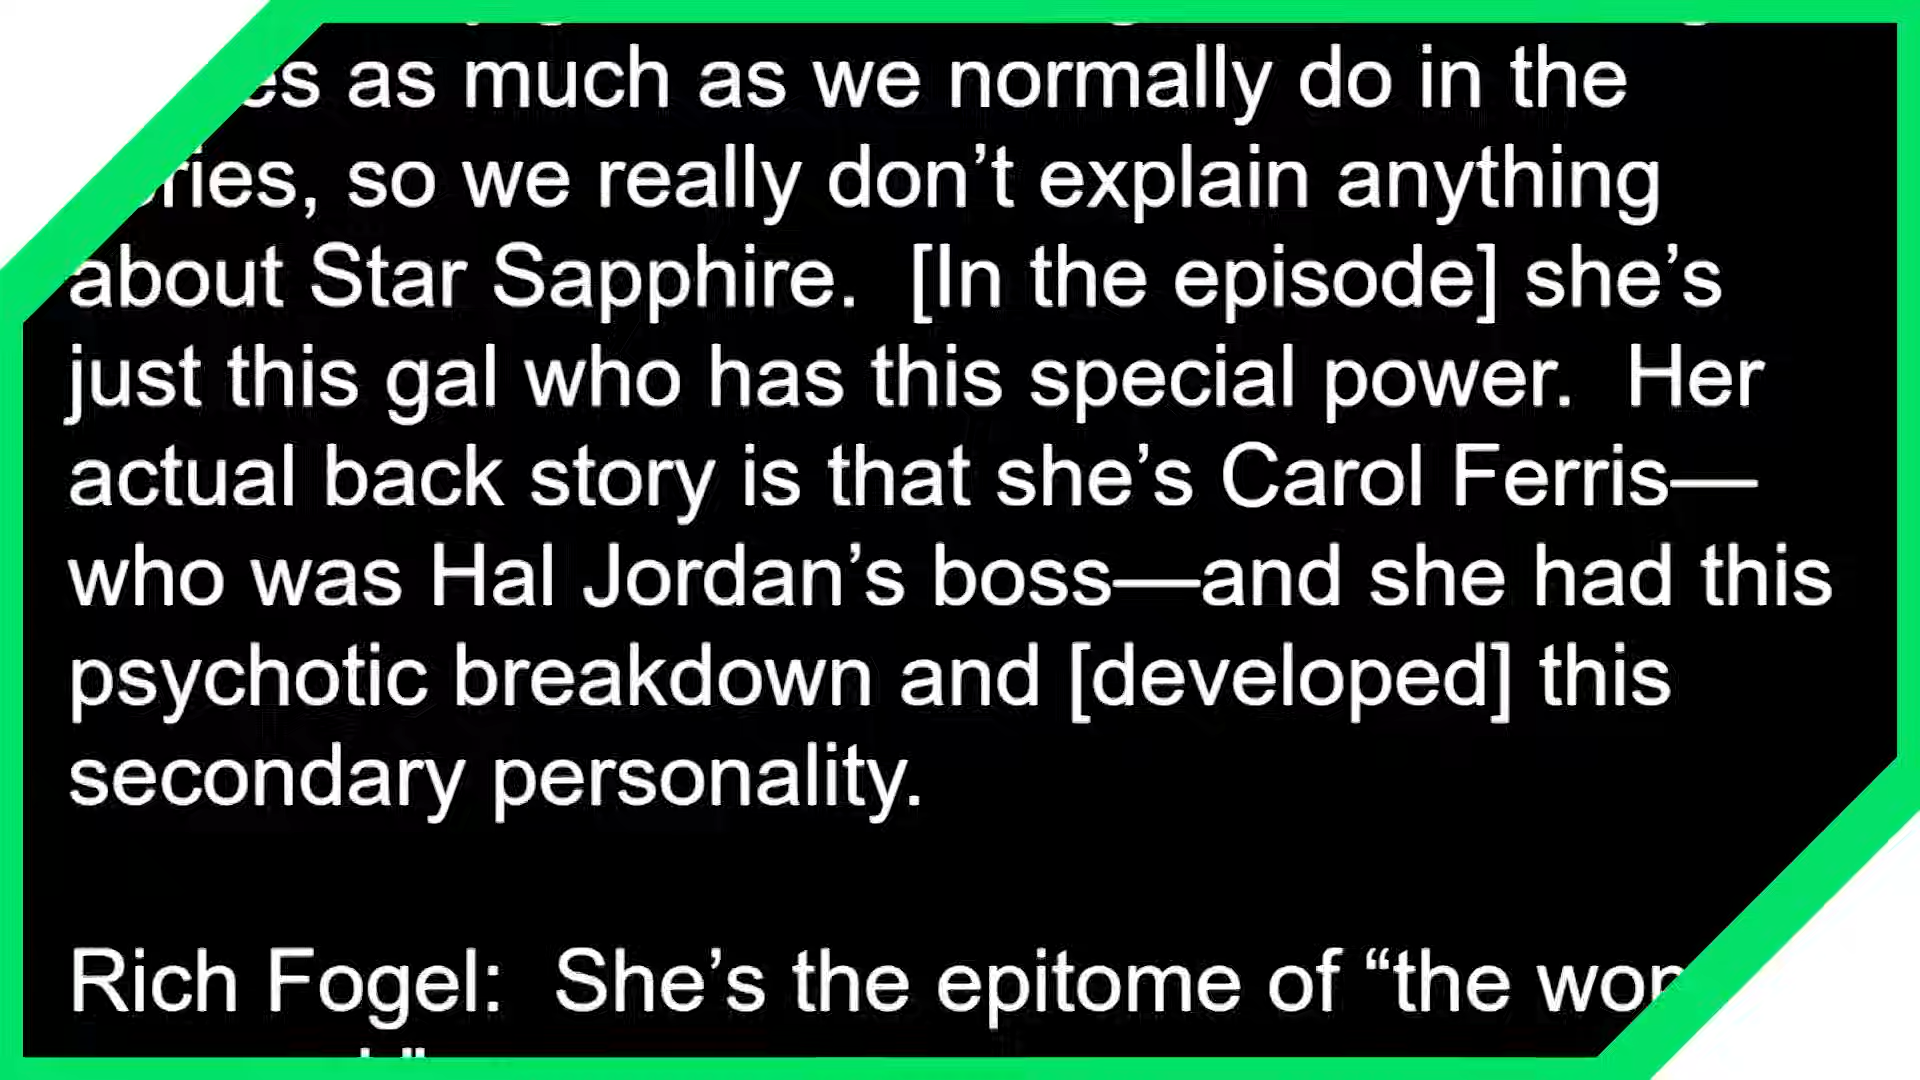 as much as we normally do in the
so we really don’t explain anything
about Star Sapphire.  [In the episode] she’s
just this gal who has this special power.  Her
actual back story is that she’s Carol Ferris—
who was Hal Jordan’s boss—and she had this
psychotic breakdown and [developed] this
secondary personality.
Rich Fogel:  She’s the epitome of “the